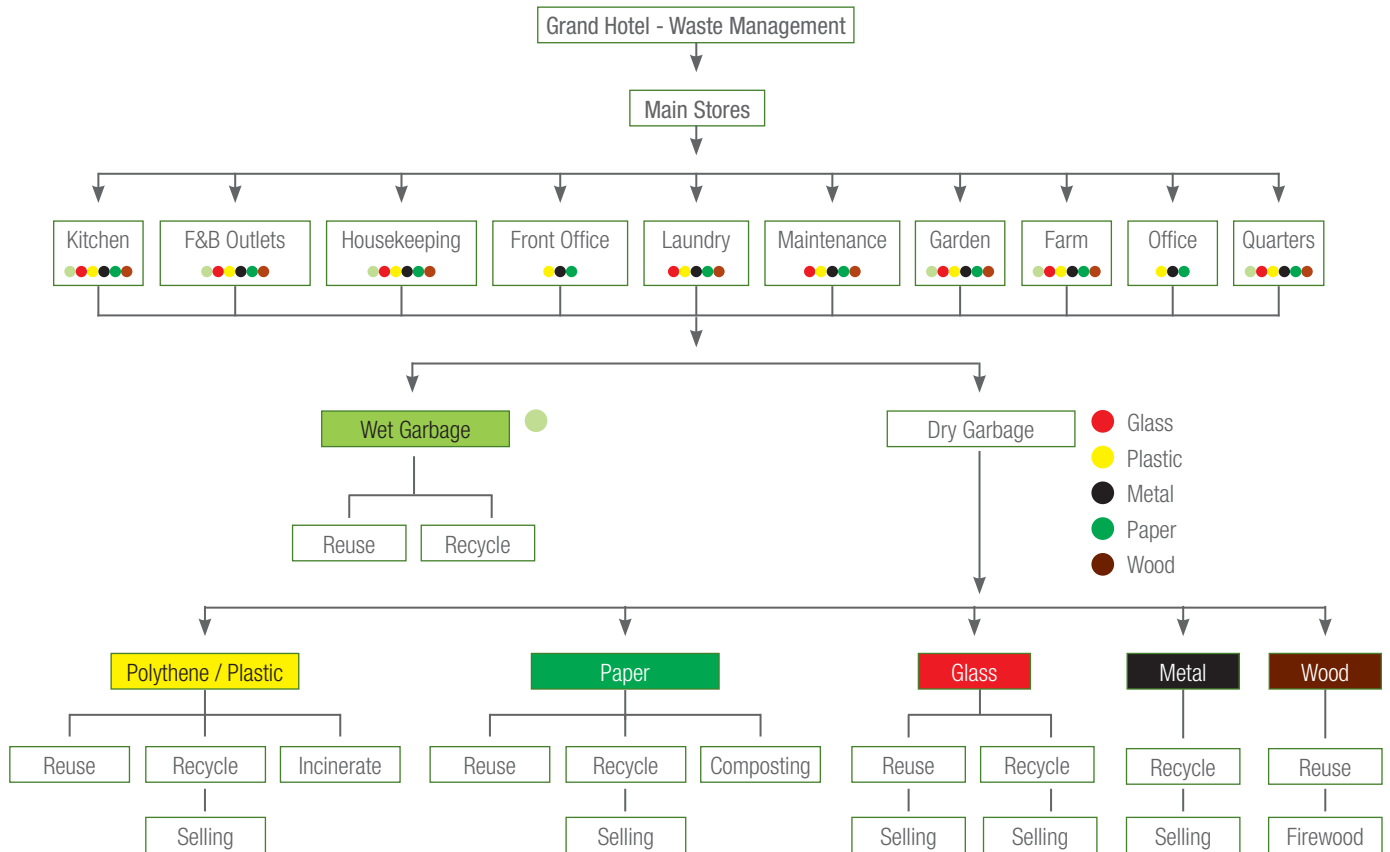 Grand Hotel - Waste Management
Main Stores
Kitchen
F&B Outlets
Housekeeping
Front Office
Laundry
Maintenance
Garden
Farm
Office
Quarters
Wet Garbage
Dry Garbage
Glass
Plastic
Metal
Paper
Wood
Reuse
Recycle
Polythene / Plastic
Paper
Glass
Metal
Wood
Reuse
Recycle
Incinerate
Reuse
Recycle
Composting
Reuse
Recycle
Recycle
Reuse
Selling
Selling
Selling
Selling
Selling
Firewood